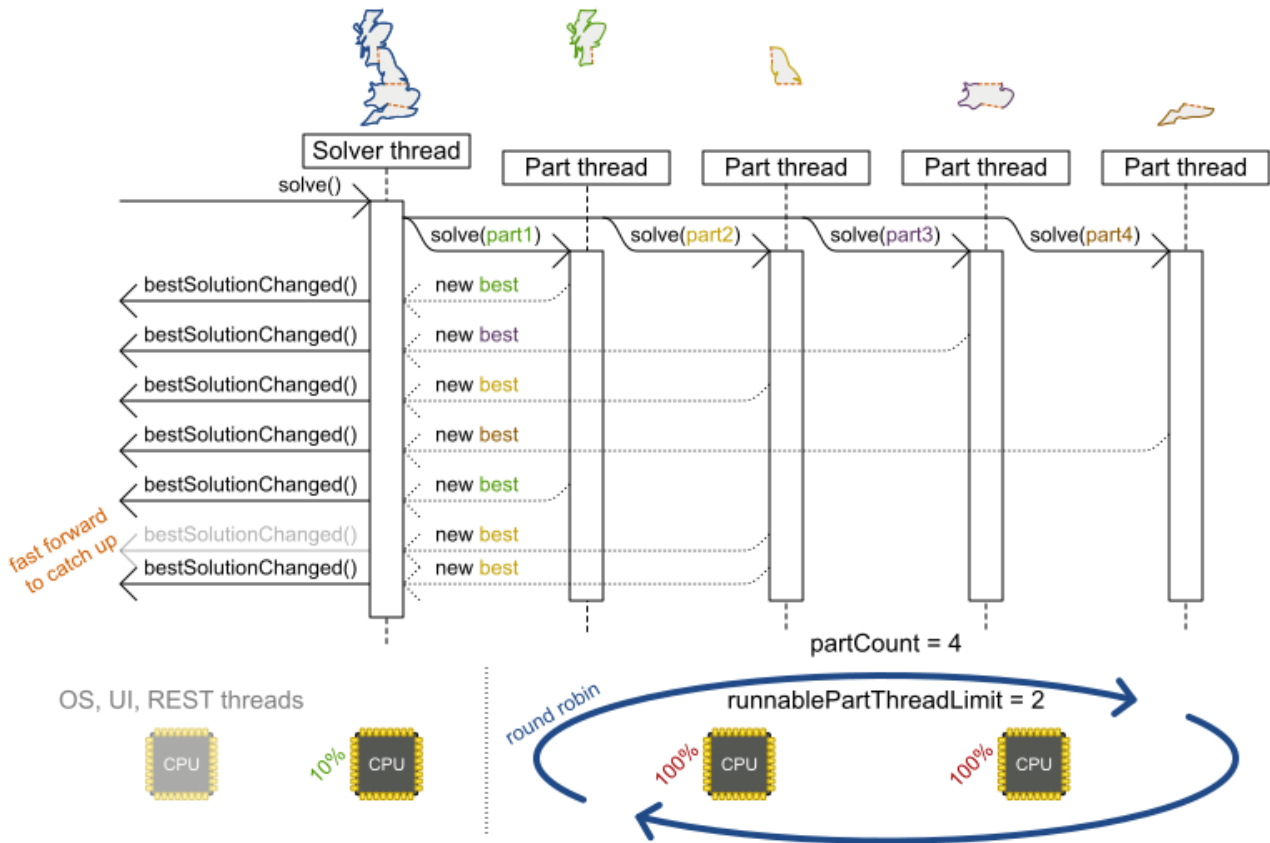 Solver thread
Part thread
Part thread
Part thread
Part thread
solve()
solve(part1)
solve(part2)
solve(part3)
solve(part4)
bestSolutionChanged()
new best
bestSolutionChanged()
new best
bestSolutionChanged()
new best
bestSolutionChanged()
new best
bestSolutionChanged()
new best
fast forward
to catch up
bestSolutionChanged()
new best
bestSolutionChanged()
new best
partCount = 4
OS, UI, REST threads
round robin
runnablePartThreadLimit = 2
CPU
10%
CPU
100%
CPU
100%
CPU